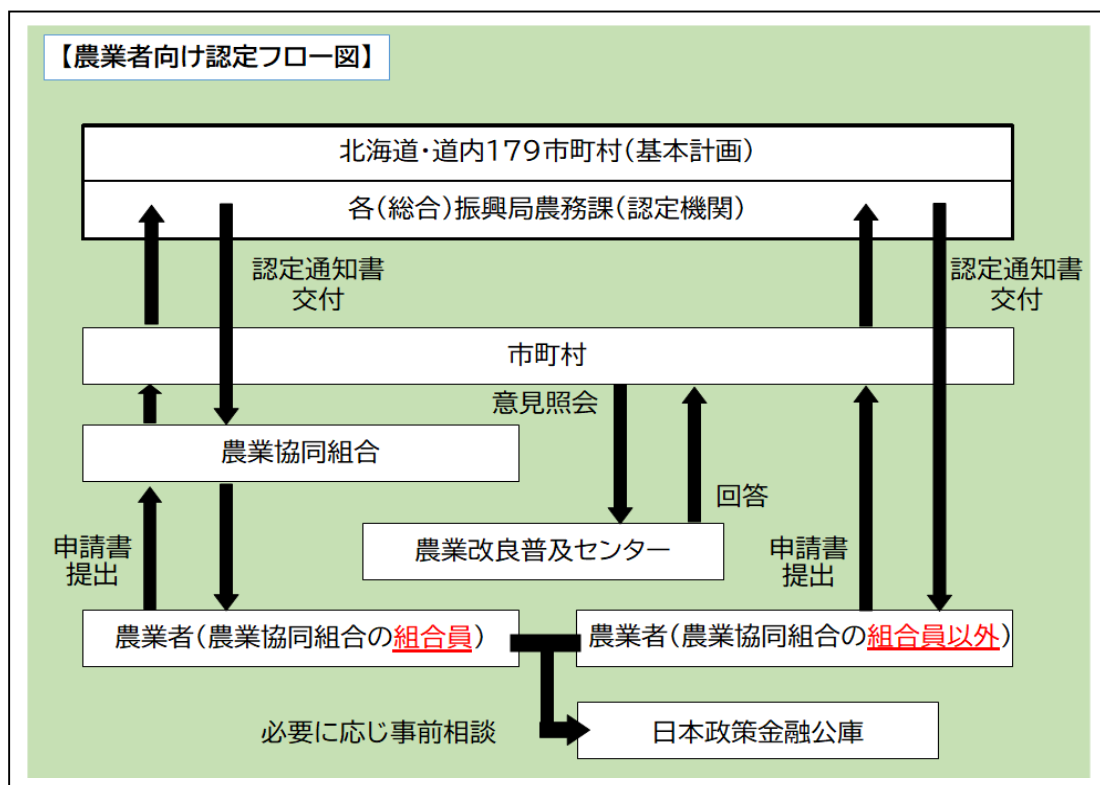 【農業者向け認定フロー図】
北海道・道内179市町村(基本計画)
各(総合)振興局農務課(認定機関)
認定通知書
交付
認定通知書
交付
市町村
意見照会
農業協同組合
回答
農業改良普及センター
申請書
提出
申請書
提出
農業者(農業協同組合の組合員)
農業者(農業協同組合の組合員以外)
必要に応じ事前相談
日本政策金融公庫